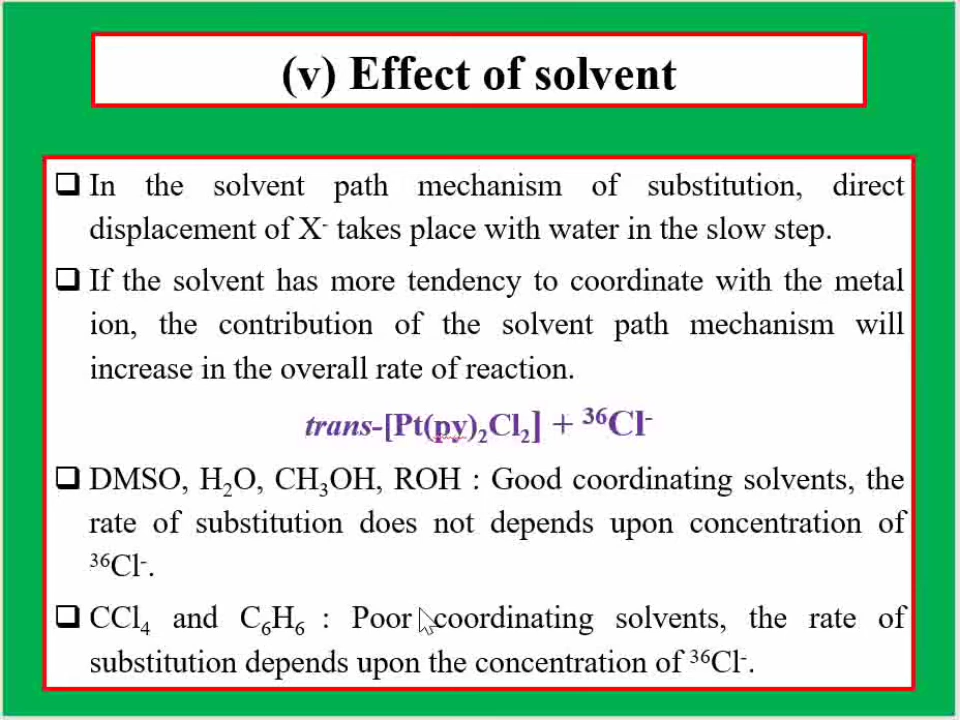 (v) Effect of solvent
❑ In the solvent path mechanism of substitution, direct
displacement of X⁻ takes place with water in the slow step.
❑ If the solvent has more tendency to coordinate with the metal
ion, the contribution of the solvent path mechanism will
increase in the overall rate of reaction.
trans-[Pt(py)₂Cl₂] + ³⁶Cl⁻
❑ DMSO, H₂O, CH₃OH, ROH : Good coordinating solvents, the
rate of substitution does not depends upon concentration of
³⁶Cl⁻.
❑ CCl₄ and C₆H₆ : Poor coordinating solvents, the rate of
substitution depends upon the concentration of ³⁶Cl⁻.